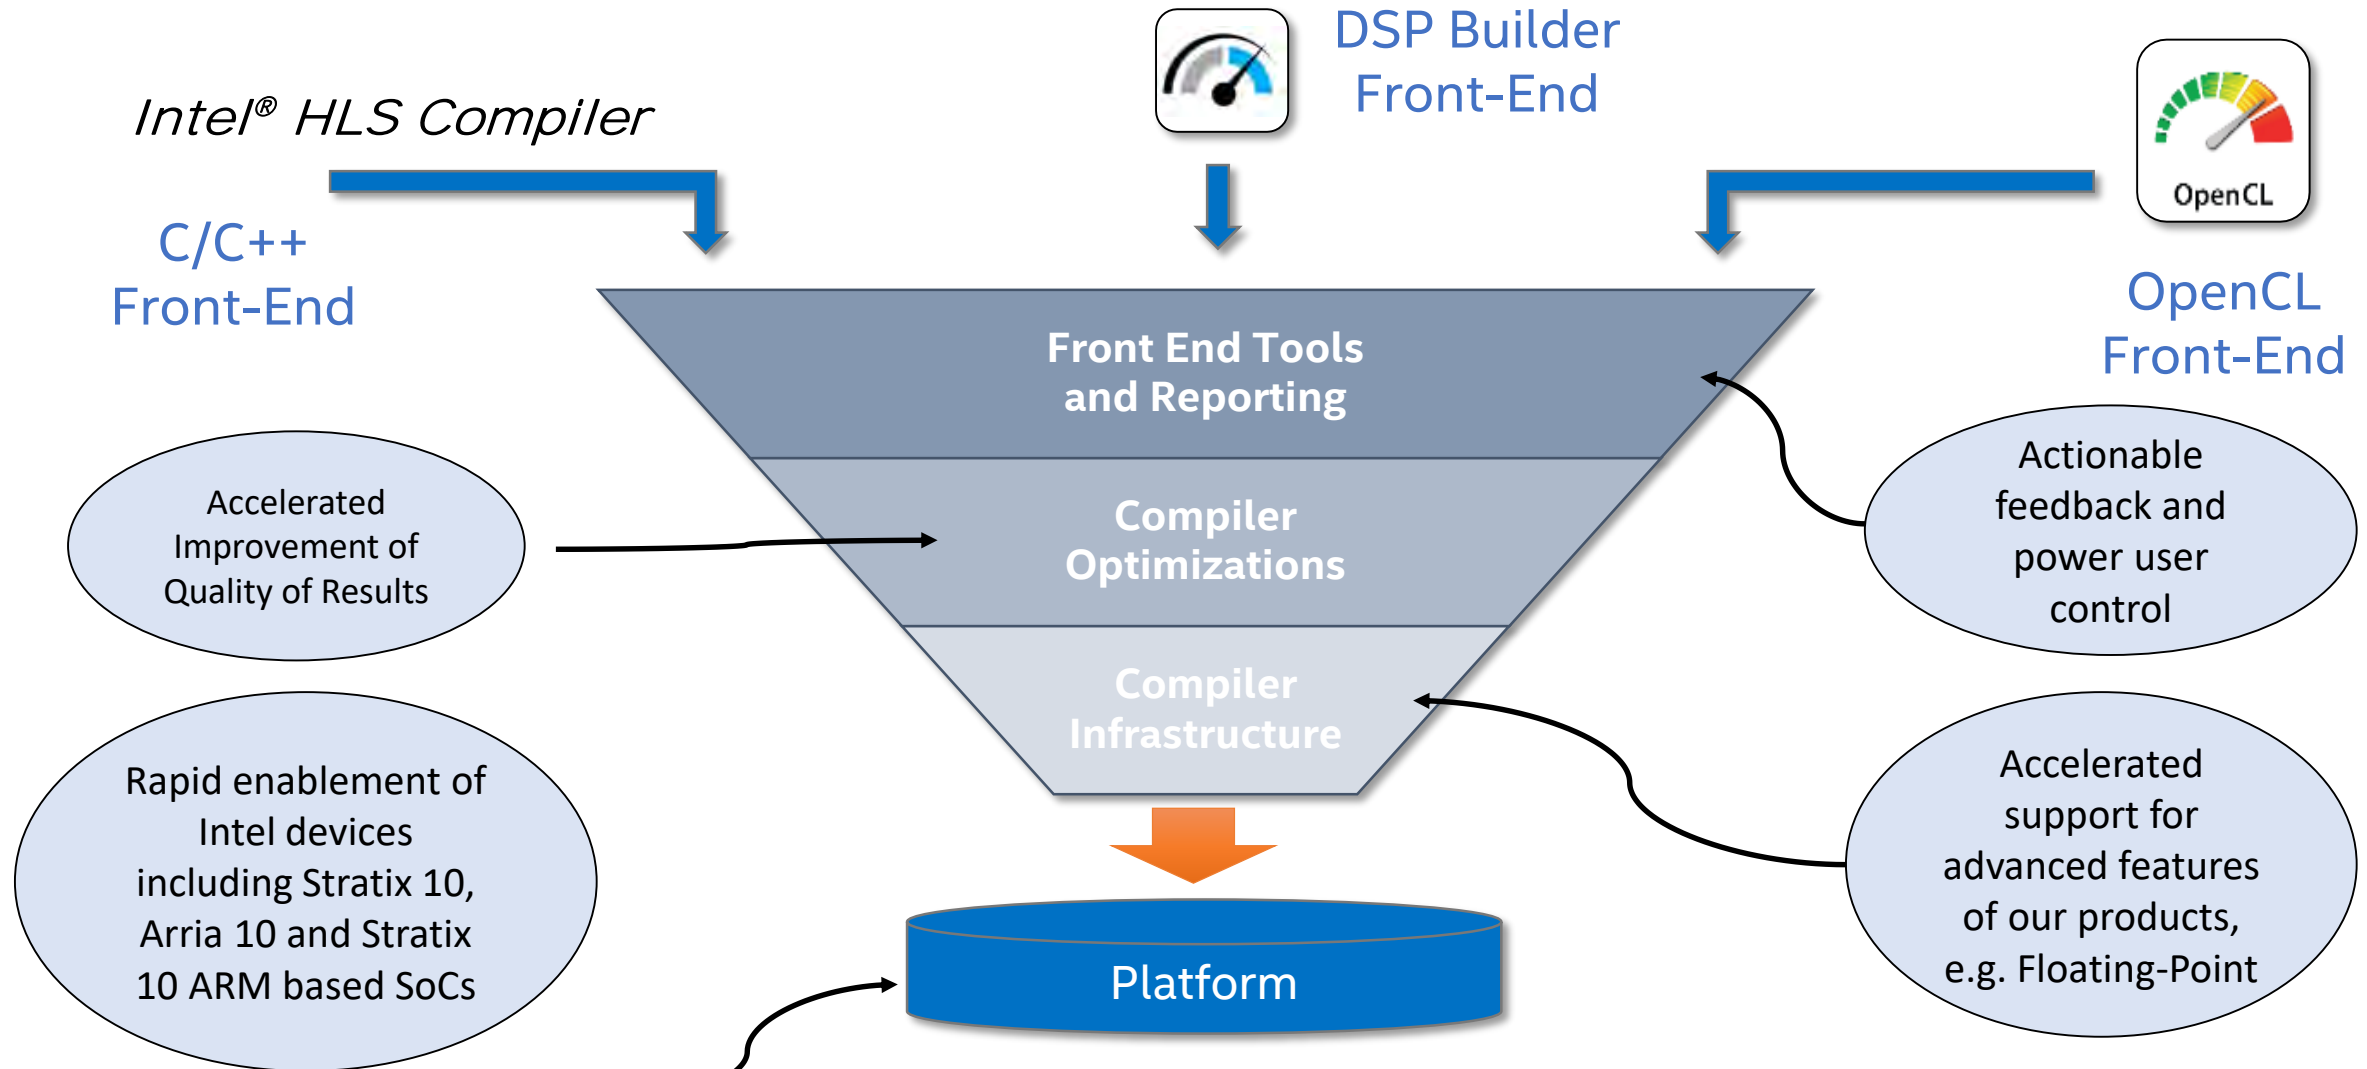 DSP Builder
Front-End
Intel® HLS Compiler
OpenCL
C/C++
Front-End
OpenCL
Front-End
Front End Tools
and Reporting
Actionable
feedback and
power user
control
Accelerated
Improvement of
Quality of Results
Compiler
Optimizations
Compiler
Infrastructure
Rapid enablement of
Intel devices
including Stratix 10,
Arria 10 and Stratix
10 ARM based SoCs
Accelerated
support for
advanced features
of our products,
e.g. Floating-Point
Platform